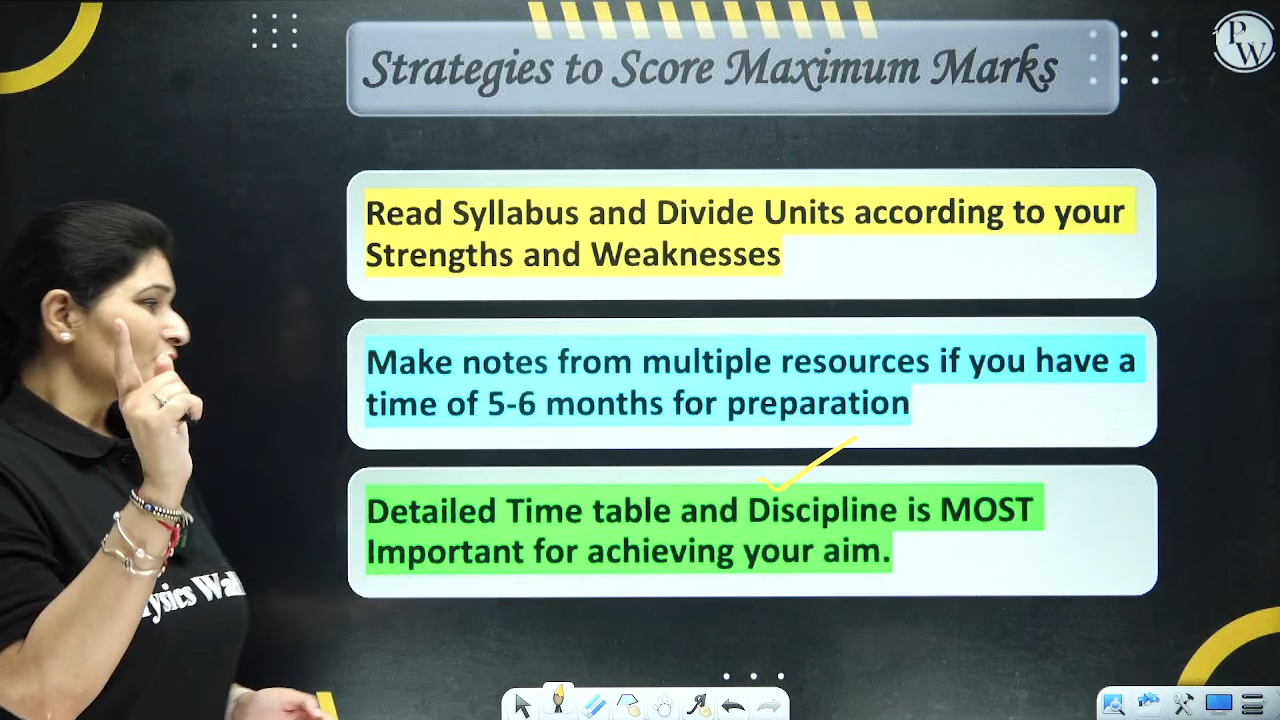 Strategies to Score Maximum Marks
PW
Read Syllabus and Divide Units according to your
Strengths and Weaknesses
Make notes from multiple resources if you have a
time of 5-6 months for preparation
Detailed Time table and Discipline is MOST
Important for achieving your aim.